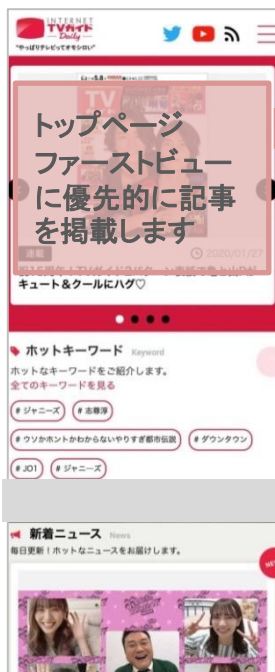 INTERNET
TVガイド
Daily
"やっぱりテレビってオモシロい"
TV
トップページ
ファーストビュー
に優先的に記事
を掲載します
連載
2020/01/27
キュート＆クールにハグ♡
ホットキーワード Keyword
ホットなキーワードをご紹介します。
全てのキーワードを見る
# ジャニーズ # 志尊淳
# ウソかホントかわからないやりすぎ都市伝説 # ダウンタウン
# JO1 # ジャニーズ
新着ニュース News
毎日更新！ホットなニュースをお届けします。